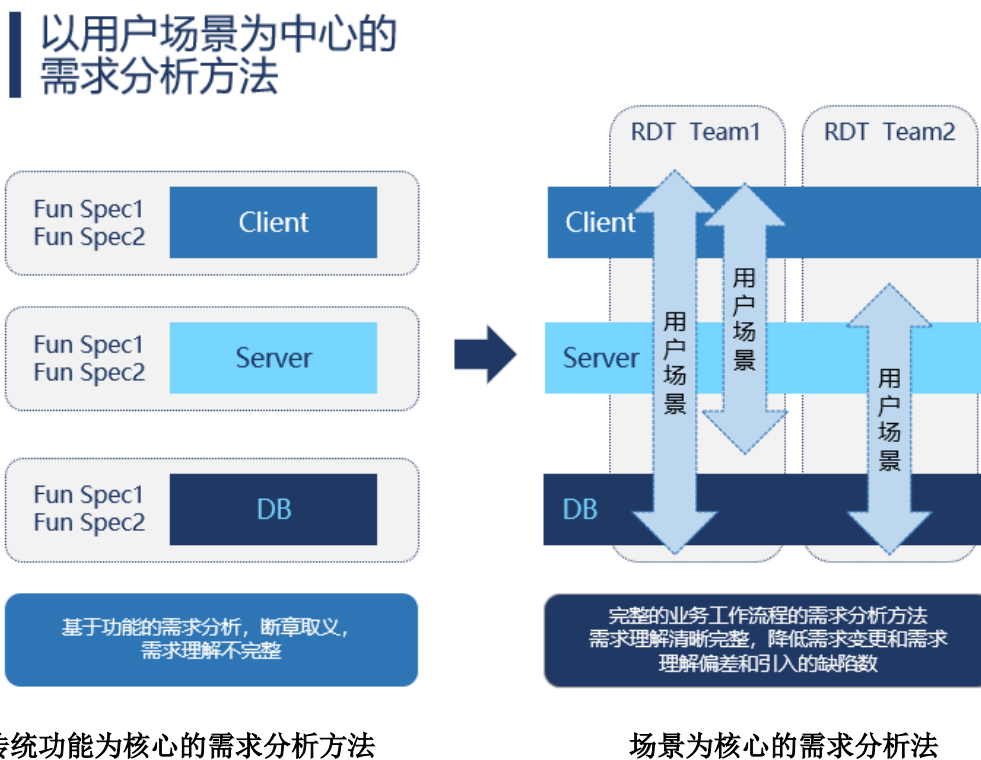 以用户场景为中心的
需求分析方法
Fun Spec1
Fun Spec2
Client
Fun Spec1
Fun Spec2
Server
Fun Spec1
Fun Spec2
DB
基于功能的需求分析，断章取义，
需求理解不完整
传统功能为核心的需求分析方法
RDT Team1
RDT Team2
Client
Server
DB
用户场景
用户场景
用户场景
完整的业务工作流程的需求分析方法
需求理解清晰完整，降低需求变更和需求
理解偏差和引入的缺陷数
场景为核心的需求分析法